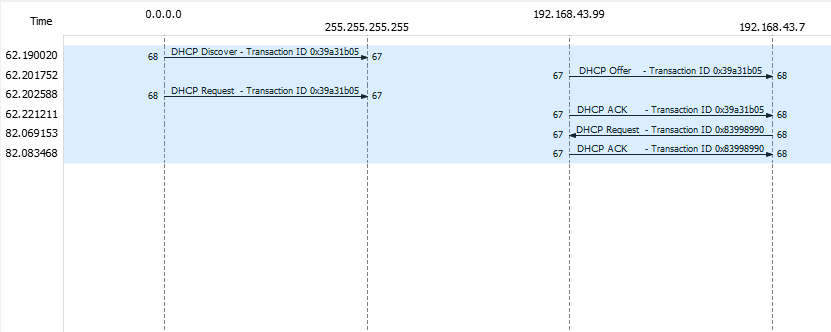 Time 0.0.0.0 192.168.43.99
255.255.255.255 192.168.43.7
62.190020 68 DHCP Discover - Transaction ID 0x39a31b05 67
62.201752 67 DHCP Offer - Transaction ID 0x39a31b05 68
62.202588 68 DHCP Request - Transaction ID 0x39a31b05 67
62.221211 67 DHCP ACK - Transaction ID 0x39a31b05 68
82.069153 67 DHCP Request - Transaction ID 0x83998990 68
82.083468 67 DHCP ACK - Transaction ID 0x83998990 68